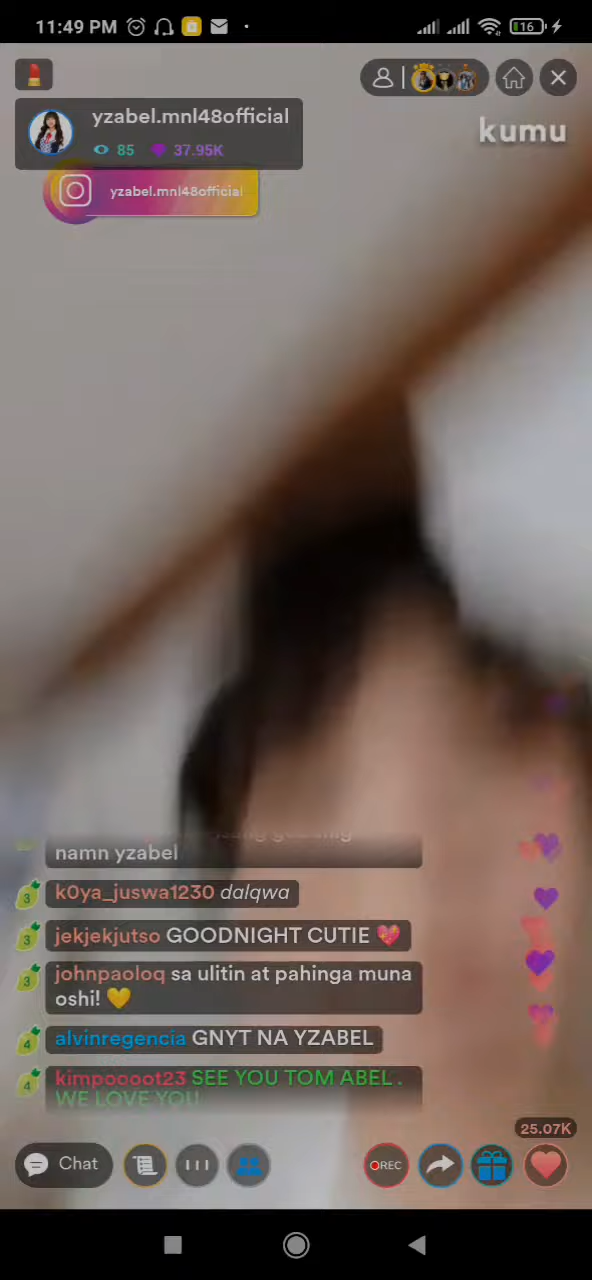 11:49 PM
16
yzabel.mnl48official
85 37.95K
kumu
yzabel.mnl48official
namn yzabel
3 k0ya_juswa1230 dalqwa
3 jekjekjutso GOODNIGHT CUTIE 💖
3 johnpaoloq sa ulitin at pahinga muna
oshi! 💛
4 alvinregencia GNYT NA YZABEL
4 kimpoooot23 SEE YOU TOM ABEL .
WE LOVE YOU
25.07K
Chat
REC